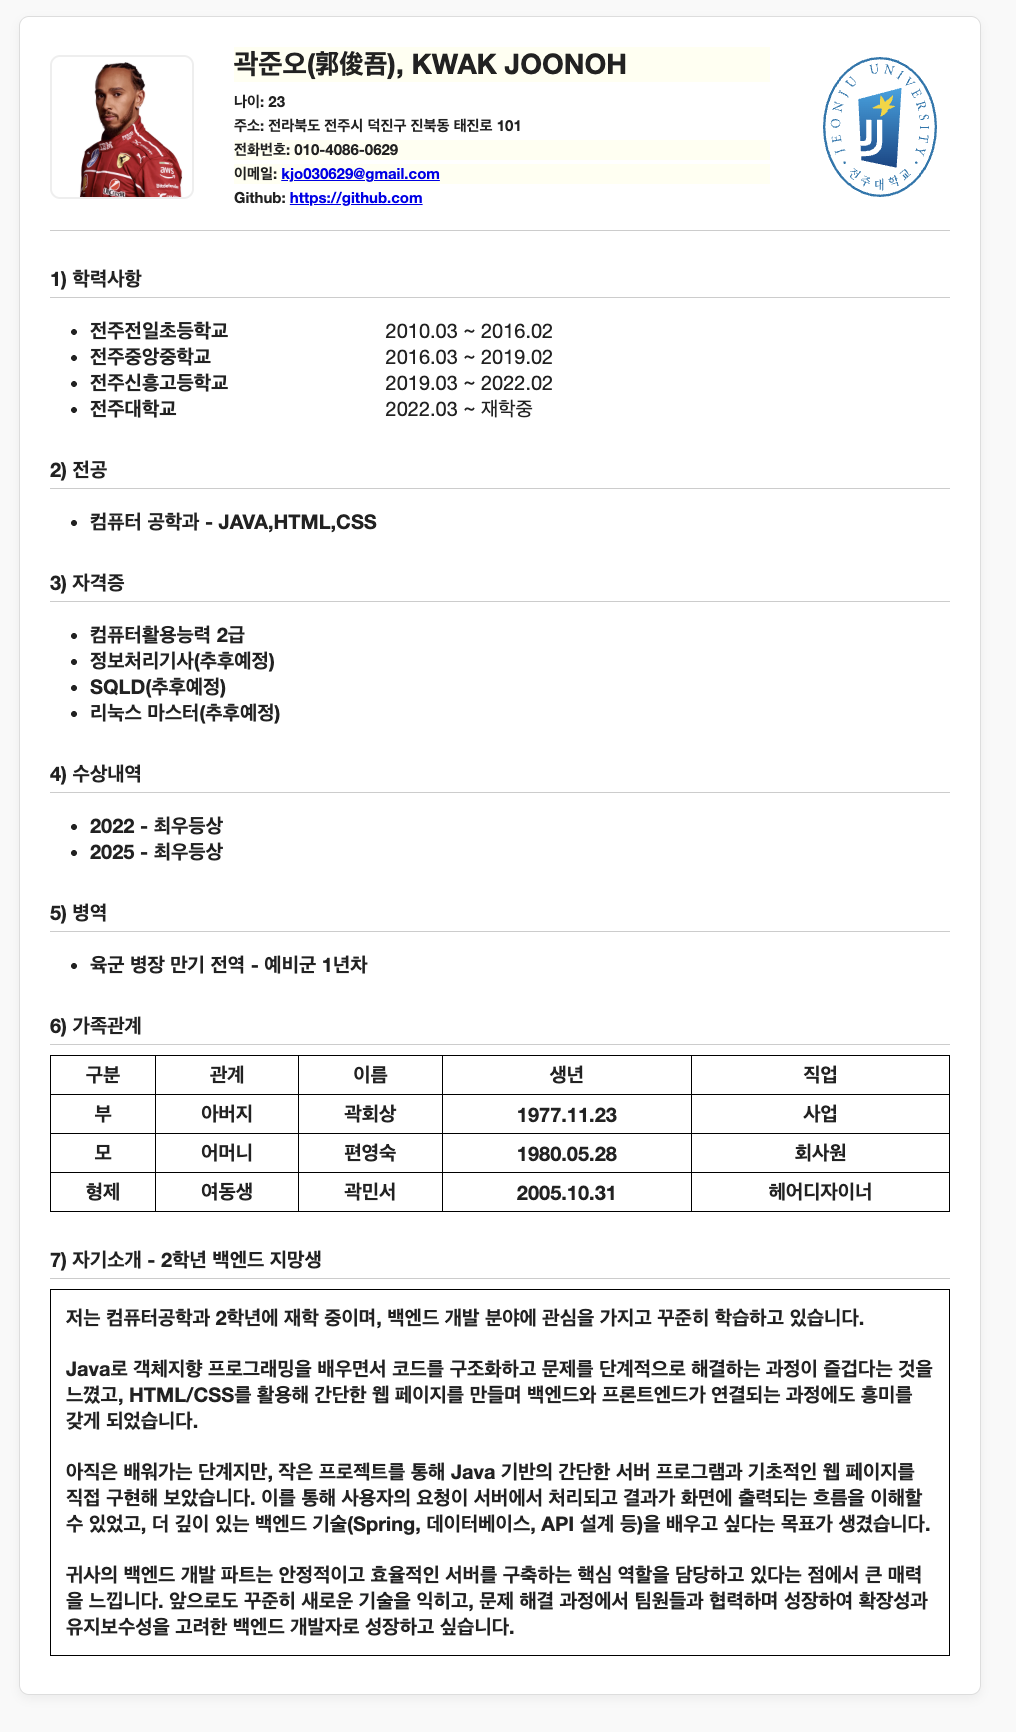 곽준오(郭俊吾), KWAK JOONOH
나이: 23
주소: 전라북도 전주시 덕진구 진북동 태진로 101
전화번호: 010-4086-0629
이메일: kjo030629@gmail.com
Github: https://github.com
JEONJU UNIVERSITY
전주대학교
IBM
aws
1) 학력사항
전주전일초등학교 2010.03 ~ 2016.02
전주중앙중학교 2016.03 ~ 2019.02
전주신흥고등학교 2019.03 ~ 2022.02
전주대학교 2022.03 ~ 재학중
2) 전공
컴퓨터 공학과 - JAVA,HTML,CSS
3) 자격증
컴퓨터활용능력 2급
정보처리기사(추후예정)
SQLD(추후예정)
리눅스 마스터(추후예정)
4) 수상내역
2022 - 최우등상
2025 - 최우등상
5) 병역
육군 병장 만기 전역 - 예비군 1년차
6) 가족관계
구분 관계 이름 생년 직업
부 아버지 곽회상 1977.11.23 사업
모 어머니 편영숙 1980.05.28 회사원
형제 여동생 곽민서 2005.10.31 헤어디자이너
7) 자기소개 - 2학년 백엔드 지망생
저는 컴퓨터공학과 2학년에 재학 중이며, 백엔드 개발 분야에 관심을 가지고 꾸준히 학습하고 있습니다.
Java로 객체지향 프로그래밍을 배우면서 코드를 구조화하고 문제를 단계적으로 해결하는 과정이 즐겁다는 것을
느꼈고, HTML/CSS를 활용해 간단한 웹 페이지를 만들며 백엔드와 프론트엔드가 연결되는 과정에도 흥미를
갖게 되었습니다.
아직은 배워가는 단계지만, 작은 프로젝트를 통해 Java 기반의 간단한 서버 프로그램과 기초적인 웹 페이지를
직접 구현해 보았습니다. 이를 통해 사용자의 요청이 서버에서 처리되고 결과가 화면에 출력되는 흐름을 이해할
수 있었고, 더 깊이 있는 백엔드 기술(Spring, 데이터베이스, API 설계 등)을 배우고 싶다는 목표가 생겼습니다.
귀사의 백엔드 개발 파트는 안정적이고 효율적인 서버를 구축하는 핵심 역할을 담당하고 있다는 점에서 큰 매력
을 느낍니다. 앞으로도 꾸준히 새로운 기술을 익히고, 문제 해결 과정에서 팀원들과 협력하며 성장하여 확장성과
유지보수성을 고려한 백엔드 개발자로 성장하고 싶습니다.